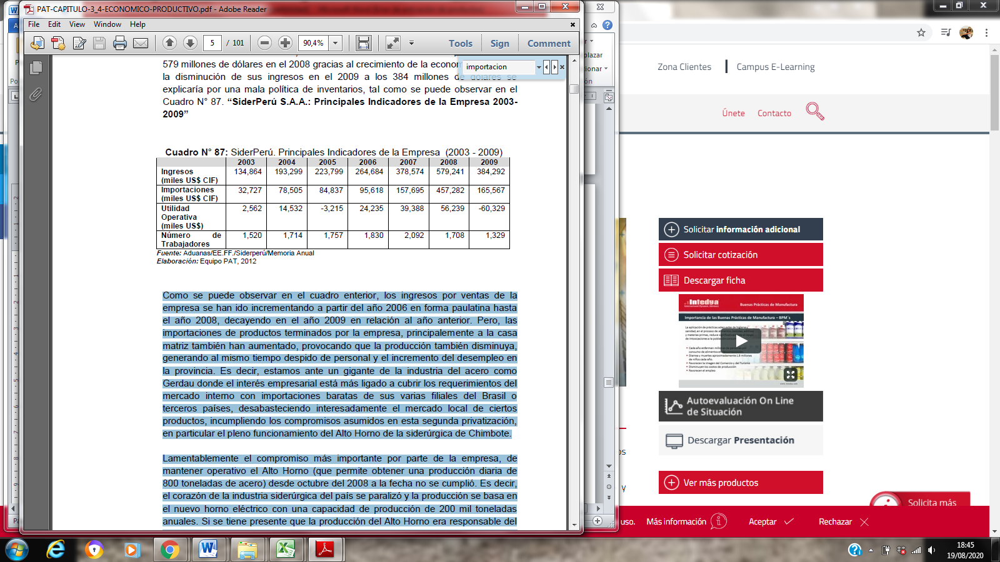 PAT-CAPITULO-3_4-ECONOMICO-PRODUCTIVO.pdf - Adobe Reader
File Edit View Window Help
5 / 101 90,4% Tools Sign Comment
importacion
579 millones de dólares en el 2008 gracias al crecimiento de la
la disminución de sus ingresos en el 2009 a los 384 millones de dólares se
explicaría por una mala política de inventarios, tal como se puede observar en el
Cuadro N° 87. “SiderPerú S.A.A.: Principales Indicadores de la Empresa 2003-
2009”
Cuadro N° 87: SiderPerú. Principales Indicadores de la Empresa (2003 - 2009)
2003 2004 2005 2006 2007 2008 2009
Ingresos (miles US$ CIF) 134,864 193,299 223,799 264,684 378,574 579,241 384,292
Importaciones (miles US$ CIF) 32,727 78,505 84,837 95,618 157,695 457,282 165,567
Utilidad Operativa (miles US$) 2,562 14,532 -3,215 24,235 39,388 56,239 -60,329
Número de Trabajadores 1,520 1,714 1,757 1,830 2,092 1,708 1,329
Fuente: Aduanas/EE.FF./Siderperú/Memoria Anual
Elaboración: Equipo PAT, 2012
Como se puede observar en el cuadro enterior, los ingresos por ventas de la
empresa se han ido incrementando a partir del año 2006 en forma paulatina hasta
el año 2008, decayendo en el año 2009 en relación al año anterior. Pero, las
importaciones de productos terminados por la empresa, principalmente a la casa
matriz también han aumentado, provocando que la producción también disminuya,
generando al mismo tiempo despido de personal y el incremento del desempleo en
la provincia. Es decir, estamos ante un gigante de la industria del acero como
Gerdau donde el interés empresarial está más ligado a cubrir los requerimientos del
mercado interno con importaciones baratas de sus varias filiales del Brasil o
terceros países, desabasteciendo interesadamente el mercado local de ciertos
productos, incumpliendo los compromisos asumidos en esta segunda privatización,
en particular el pleno funcionamiento del Alto Horno de la siderúrgica de Chimbote.
Lamentablemente el compromiso más importante por parte de la empresa, de
mantener operativo el Alto Horno (que permite obtener una producción diaria de
800 toneladas de acero) desde octubre del 2008 a la fecha no se cumplió. Es decir,
el corazón de la industria siderúrgica del país se paralizó y la producción se basa en
el nuevo horno eléctrico con una capacidad de producción de 200 mil toneladas
anuales. Si se tiene presente que la producción del Alto Horno era responsable del
Zona Clientes Campus E-Learning
Únete Contacto
Solicitar información adicional
Solicitar cotización
Descargar ficha
Intedya
Buenas Prácticas de Manufactura
Importancia de las Buenas Prácticas de Manufactura – BPM´s
Autoevaluación On Line
de Situación
Descargar Presentación
Ver más productos
Solicita más
uso. Más información Aceptar Rechazar
18:45
19/08/2020